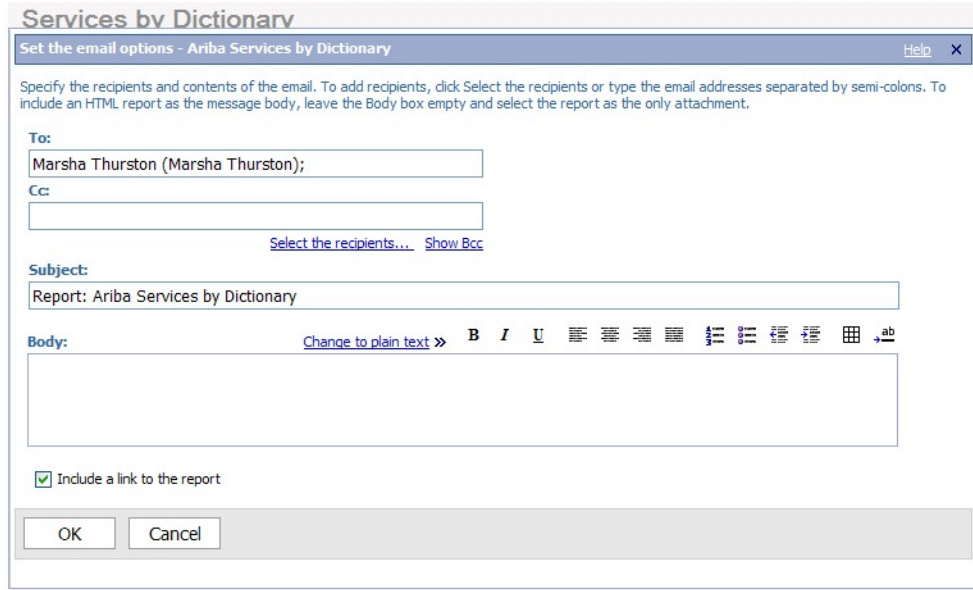 Services by Dictionary
Set the email options - Ariba Services by Dictionary Help X
Specify the recipients and contents of the email. To add recipients, click Select the recipients or type the email addresses separated by semi-colons. To
include an HTML report as the message body, leave the Body box empty and select the report as the only attachment.
To:
Marsha Thurston (Marsha Thurston);
Cc:
Select the recipients... Show Bcc
Subject:
Report: Ariba Services by Dictionary
Body: Change to plain text » B I U ab
Include a link to the report
OK Cancel